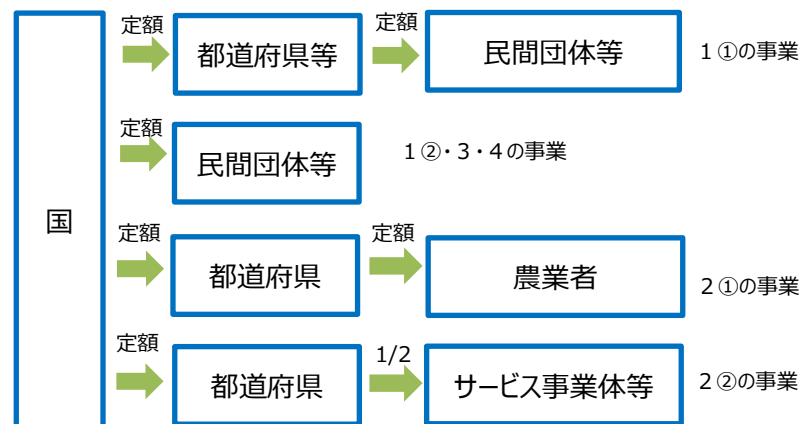 国
定額
都道府県等
定額
民間団体等
1①の事業
定額
民間団体等
1②・3・4の事業
定額
都道府県
定額
農業者
2①の事業
定額
都道府県
1/2
サービス事業体等
2②の事業